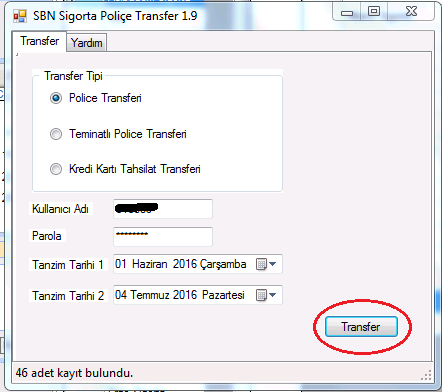 SBN Sigorta Poliçe Transfer 1.9
Transfer Yardım
Transfer Tipi
Police Transferi
Teminatlı Police Transferi
Kredi Kartı Tahsilat Transferi
Kullanıcı Adı
Parola ********
Tanzim Tarihi 1 01 Haziran 2016 Çarşamba
Tanzim Tarihi 2 04 Temmuz 2016 Pazartesi
Transfer
46 adet kayıt bulundu.